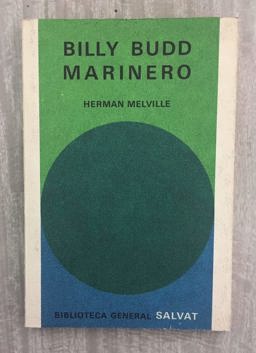 BILLY BUDD
MARINERO
HERMAN MELVILLE
BIBLIOTECA GENERAL SALVAT